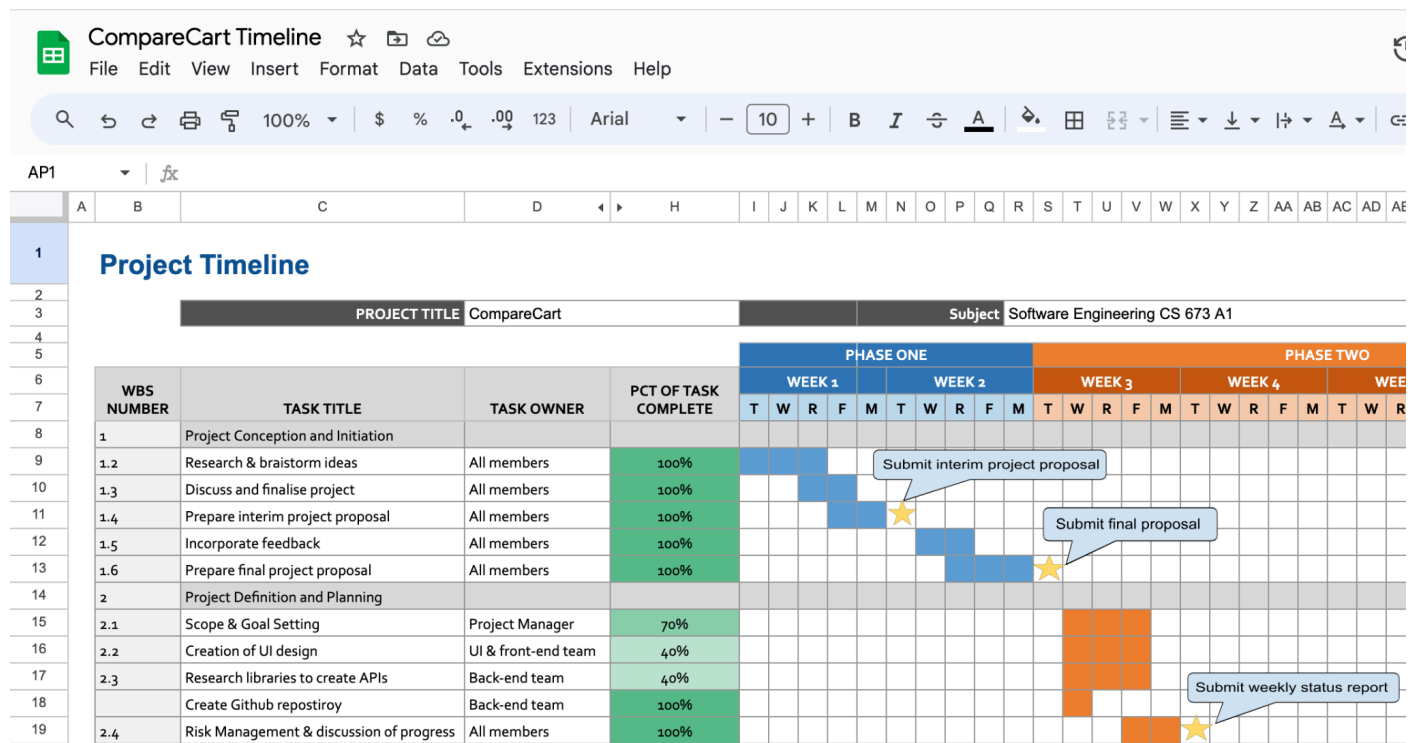 CompareCart Timeline
File Edit View Insert Format Data Tools Extensions Help
100% $ % .0 .00 123 Arial 10 B I S A A
AP1 fx
A B C D H I J K L M N O P Q R S T U V W X Y Z AA AB AC AD AE
1 Project Timeline
2
3 PROJECT TITLE CompareCart Subject Software Engineering CS 673 A1
4
5 PHASE ONE PHASE TWO
6 WBS NUMBER TASK TITLE TASK OWNER PCT OF TASK COMPLETE WEEK 1 WEEK 2 WEEK 3 WEEK 4 WEE
7 T W R F M T W R F M T W R F M T W R F M T W R
8 1 Project Conception and Initiation
9 1.2 Research & braistorm ideas All members 100% Submit interim project proposal
10 1.3 Discuss and finalise project All members 100%
11 1.4 Prepare interim project proposal All members 100% Submit final proposal
12 1.5 Incorporate feedback All members 100%
13 1.6 Prepare final project proposal All members 100%
14 2 Project Definition and Planning
15 2.1 Scope & Goal Setting Project Manager 70%
16 2.2 Creation of UI design UI & front-end team 40%
17 2.3 Research libraries to create APIs Back-end team 40% Submit weekly status report
18 Create Github repostiroy Back-end team 100%
19 2.4 Risk Management & discussion of progress All members 100%